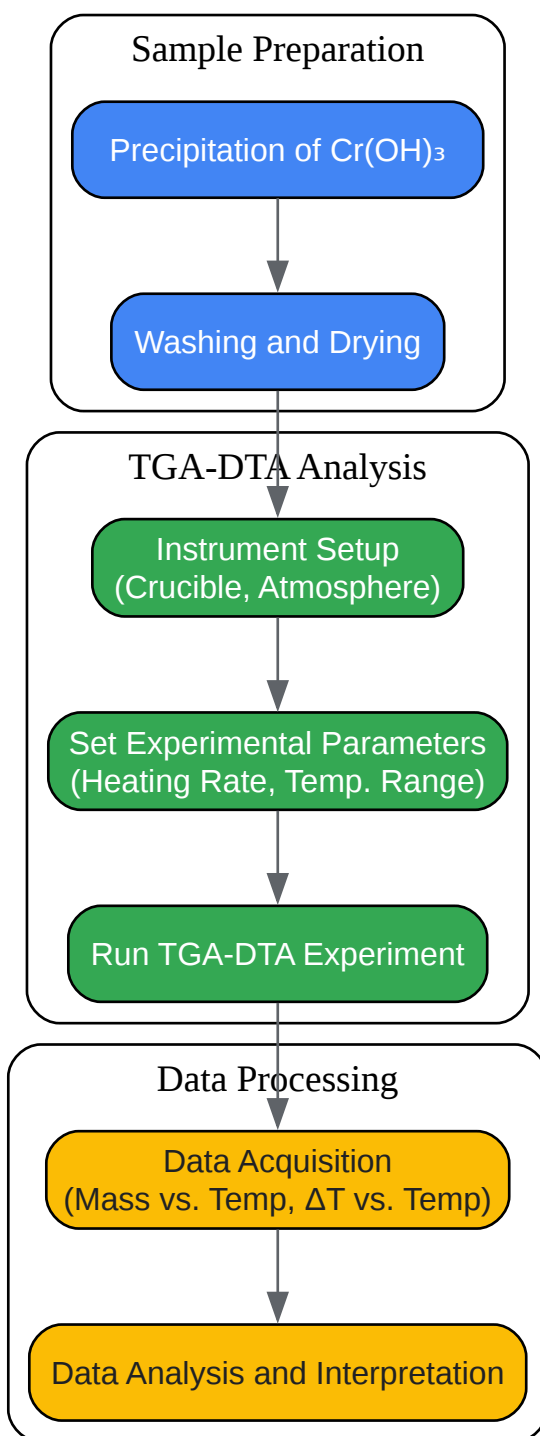 Sample Preparation
Precipitation of Cr(OH)₃
Washing and Drying
TGA-DTA Analysis
Instrument Setup
(Crucible, Atmosphere)
Set Experimental Parameters
(Heating Rate, Temp. Range)
Run TGA-DTA Experiment
Data Processing
Data Acquisition
(Mass vs. Temp, ΔT vs. Temp)
Data Analysis and Interpretation